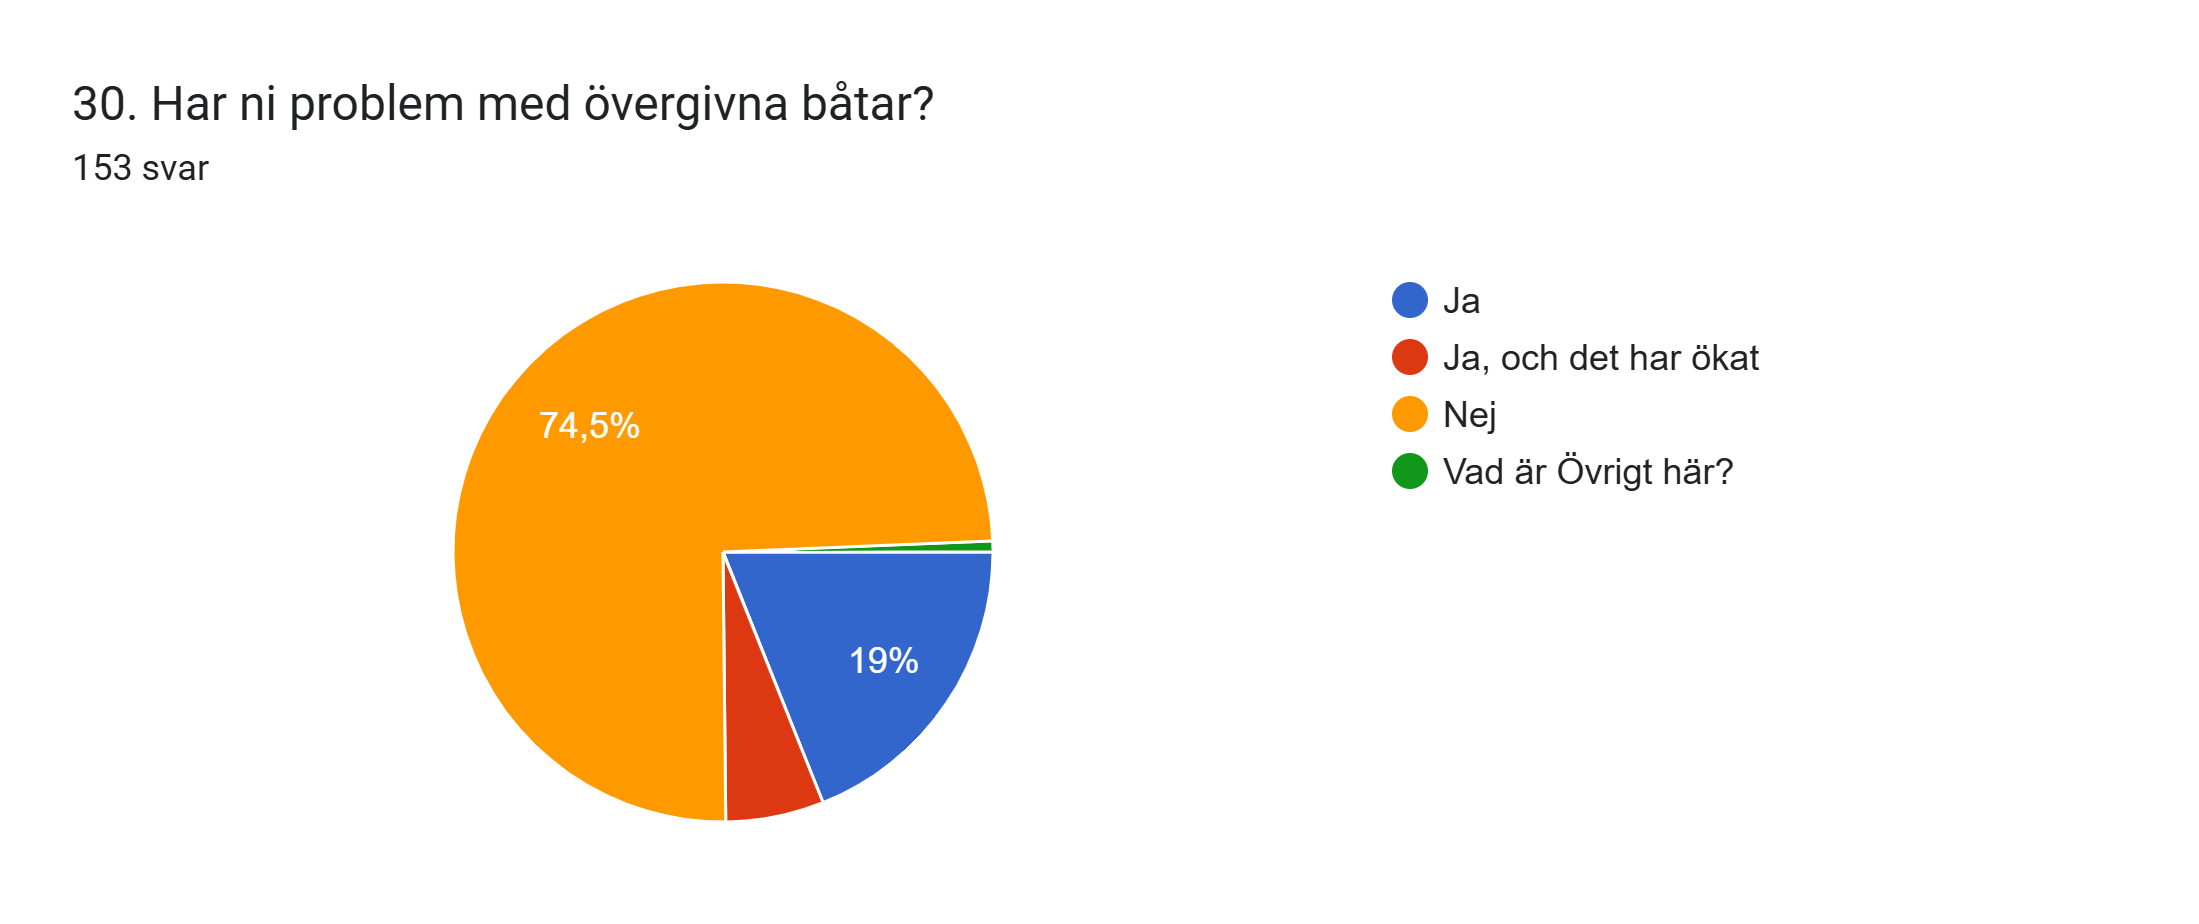 30. Har ni problem med övergivna båtar?
153 svar
74,5%
19%
Ja
Ja, och det har ökat
Nej
Vad är Övrigt här?